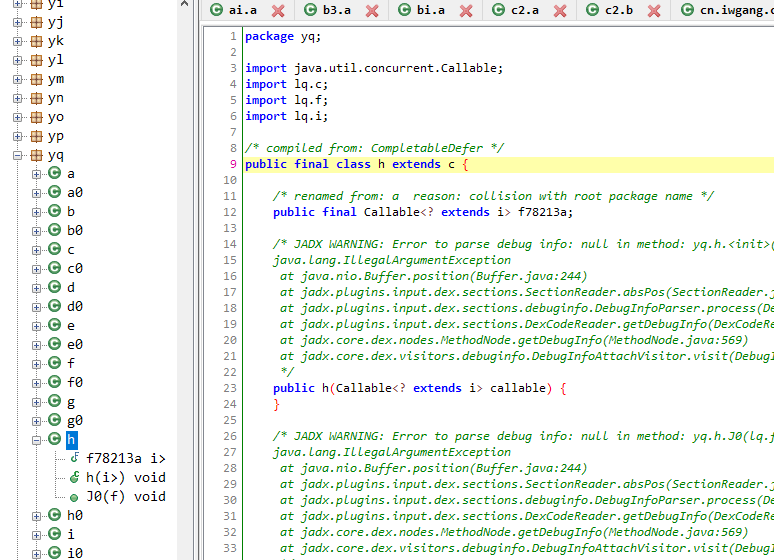 yi
yj
yk
yl
ym
yn
yo
yp
yq
a
a0
b
b0
c
c0
d
d0
e
e0
f
f0
g
g0
h
f78213a i>
h(i>) void
J0(f) void
h0
i
i0
ai.a
b3.a
bi.a
c2.a
c2.b
cn.iwgang.co
1 package yq;
2
3 import java.util.concurrent.Callable;
4 import lq.c;
5 import lq.f;
6 import lq.i;
7
8 /* compiled from: CompletableDefer */
9 public final class h extends c {
10
11 /* renamed from: a reason: collision with root package name */
12 public final Callable<? extends i> f78213a;
13
14 /* JADX WARNING: Error to parse debug info: null in method: yq.h.<init>(
15 java.lang.IllegalArgumentException
16 at java.nio.Buffer.position(Buffer.java:244)
17 at jadx.plugins.input.dex.sections.SectionReader.absPos(SectionReader.j
18 at jadx.plugins.input.dex.sections.debuginfo.DebugInfoParser.process(De
19 at jadx.plugins.input.dex.sections.DexCodeReader.getDebugInfo(DexCodeRe
20 at jadx.core.dex.nodes.MethodNode.getDebugInfo(MethodNode.java:569)
21 at jadx.core.dex.visitors.debuginfo.DebugInfoAttachVisitor.visit(DebugI
22 */
23 public h(Callable<? extends i> callable) {
24 }
25
26 /* JADX WARNING: Error to parse debug info: null in method: yq.h.J0(lq.f
27 java.lang.IllegalArgumentException
28 at java.nio.Buffer.position(Buffer.java:244)
29 at jadx.plugins.input.dex.sections.SectionReader.absPos(SectionReader.j
30 at jadx.plugins.input.dex.sections.debuginfo.DebugInfoParser.process(De
31 at jadx.plugins.input.dex.sections.DexCodeReader.getDebugInfo(DexCodeRe
32 at jadx.core.dex.nodes.MethodNode.getDebugInfo(MethodNode.java:569)
33 at jadx.core.dex.visitors.debuginfo.DebugInfoAttachVisitor.visit(DebugI